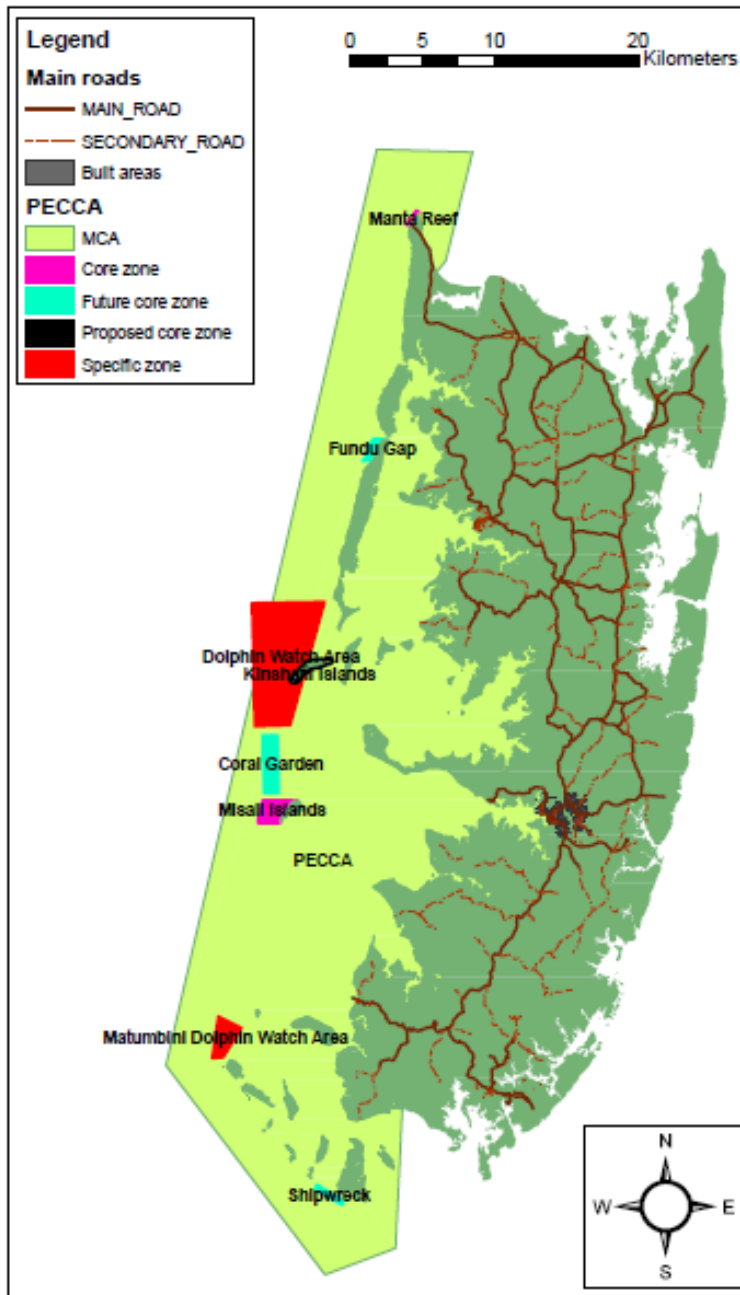 Legend
Main roads
MAIN_ROAD
SECONDARY_ROAD
Built areas
PECCA
MCA
Core zone
Future core zone
Proposed core zone
Specific zone
0 5 10 20
Kilometers
Manta Reef
Fundu Gap
Dolphin Watch Area
Kinshani Islands
Coral Garden
Misali Islands
PECCA
Matumbini Dolphin Watch Area
Shipwreck
N
W E
S